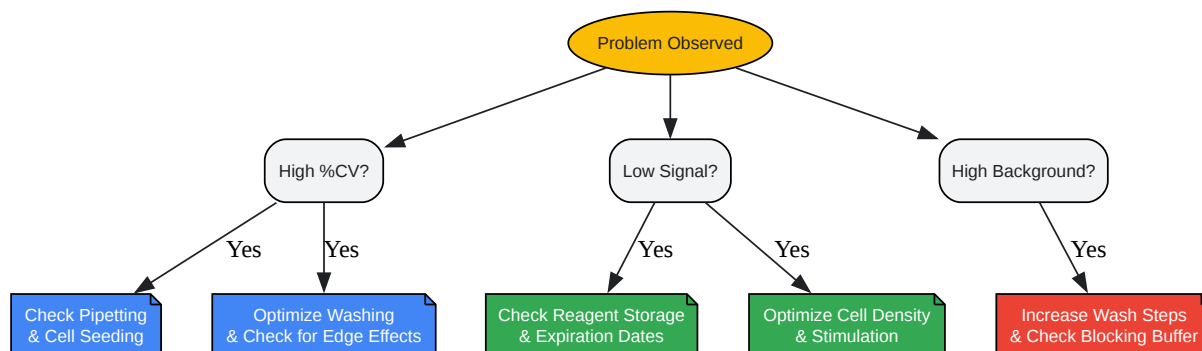 Problem Observed
High %CV?
Low Signal?
High Background?
Yes
Yes
Yes
Yes
Yes
Check Pipetting
& Cell Seeding
Optimize Washing
& Check for Edge Effects
Check Reagent Storage
& Expiration Dates
Optimize Cell Density
& Stimulation
Increase Wash Steps
& Check Blocking Buffer